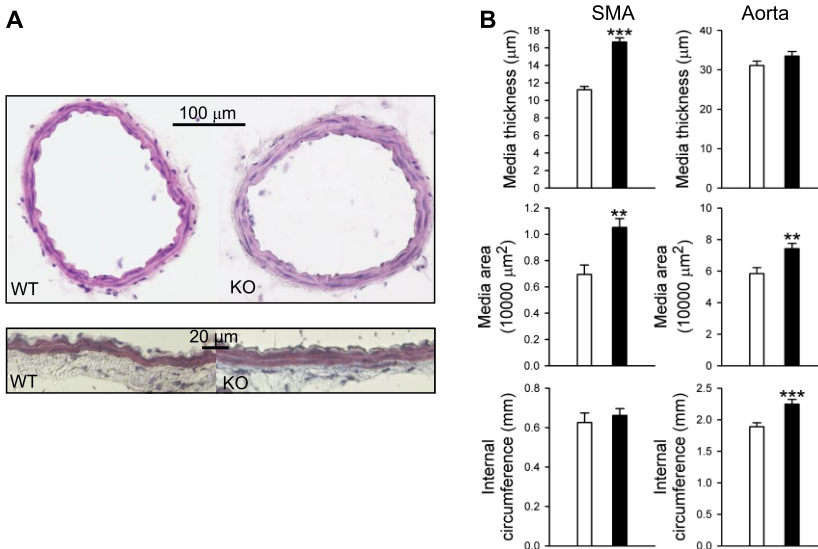 A
100 µm
WT
KO
20 µm
WT
KO
B
SMA
Aorta
Media thickness (µm)
18
16
14
12
10
8
6
4
2
0
***
Media thickness (µm)
40
30
20
10
0
Media area
(10000 µm²)
1.2
1.0
0.8
0.6
0.4
0.2
0.0
**
Media area
(10000 µm²)
10
8
6
4
2
0
**
Internal
circumference (mm)
0.8
0.6
0.4
0.2
0.0
Internal
circumference (mm)
2.5
2.0
1.5
1.0
0.5
0.0
***